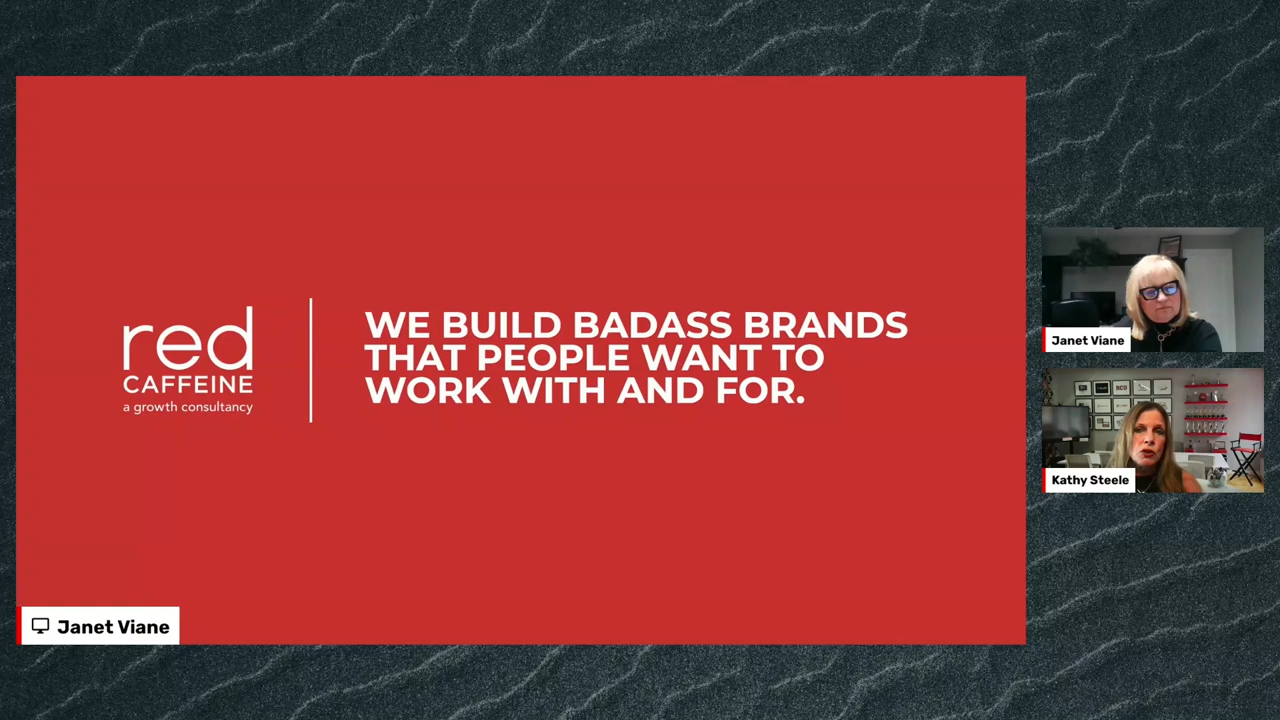 red
CAFFEINE
a growth consultancy
WE BUILD BADASS BRANDS
THAT PEOPLE WANT TO
WORK WITH AND FOR.
Janet Viane
Kathy Steele
Janet Viane